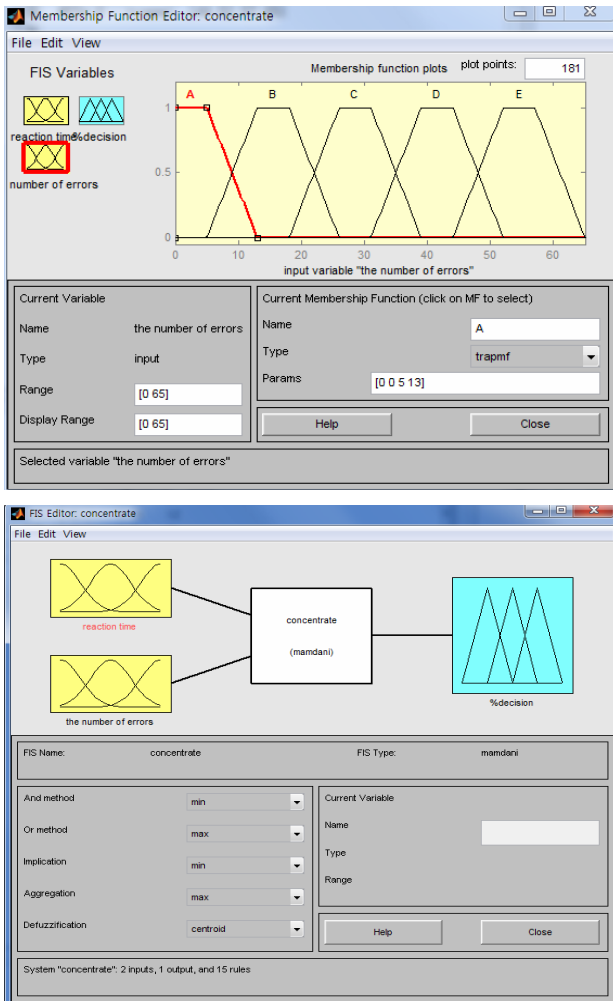 Membership Function Editor: concentrate
File Edit View
FIS Variables
Membership function plots
plot points:
181
reaction time
%decision
number of errors
A
B
C
D
E
1
0.5
0
0
10
20
30
40
50
60
input variable "the number of errors"
Current Variable
Name
the number of errors
Type
input
Range
[0 65]
Display Range
[0 65]
Current Membership Function (click on MF to select)
Name
A
Type
trapmf
Params
[0 0 5 13]
Help
Close
Selected variable "the number of errors"
FIS Editor: concentrate
File Edit View
reaction time
the number of errors
concentrate
(mamdani)
%decision
FIS Name:
concentrate
FIS Type:
mamdani
And method
min
Or method
max
Implication
min
Aggregation
max
Defuzzification
centroid
Current Variable
Name
Type
Range
Help
Close
System "concentrate": 2 inputs, 1 output, and 15 rules